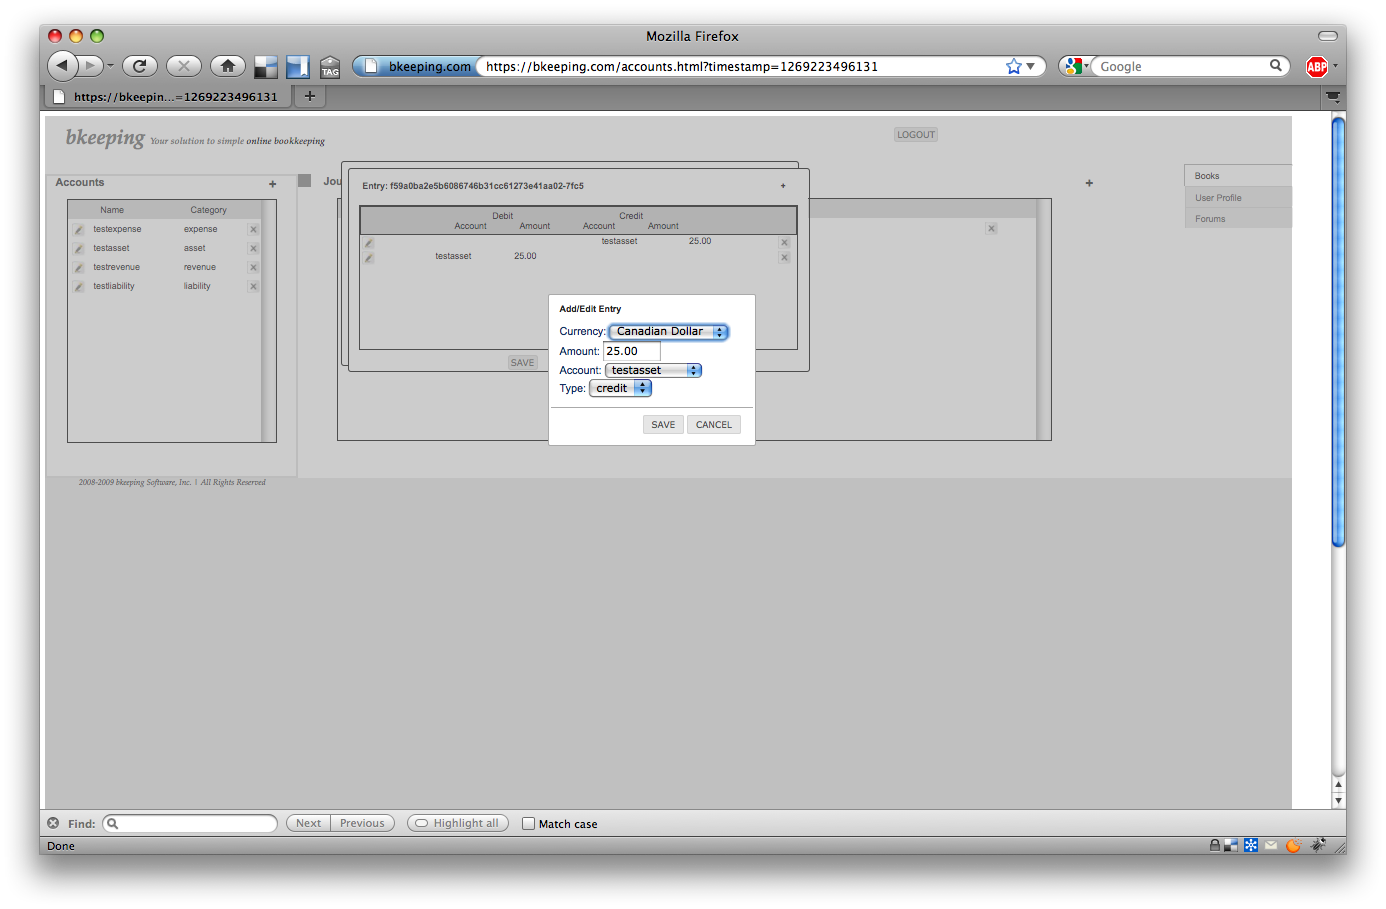 Mozilla Firefox
TAG
bkeeping.com https://bkeeping.com/accounts.html?timestamp=1269223496131
Google
ABP
https://bkeepin...=1269223496131
bkeeping Your solution to simple online bookkeeping
LOGOUT
Accounts +
Name Category
testexpense expense
testasset asset
testrevenue revenue
testliability liability
Jou
+
Entry: f59a0ba2e5b6086746b31cc61273e41aa02-7fc5 +
Debit Credit
Account Amount Account Amount
testasset 25.00
testasset 25.00
SAVE
Add/Edit Entry
Currency: Canadian Dollar
Amount: 25.00
Account: testasset
Type: credit
SAVE CANCEL
Books
User Profile
Forums
2008-2009 bkeeping Software, Inc. | All Rights Reserved
Find: Next Previous Highlight all Match case
Done